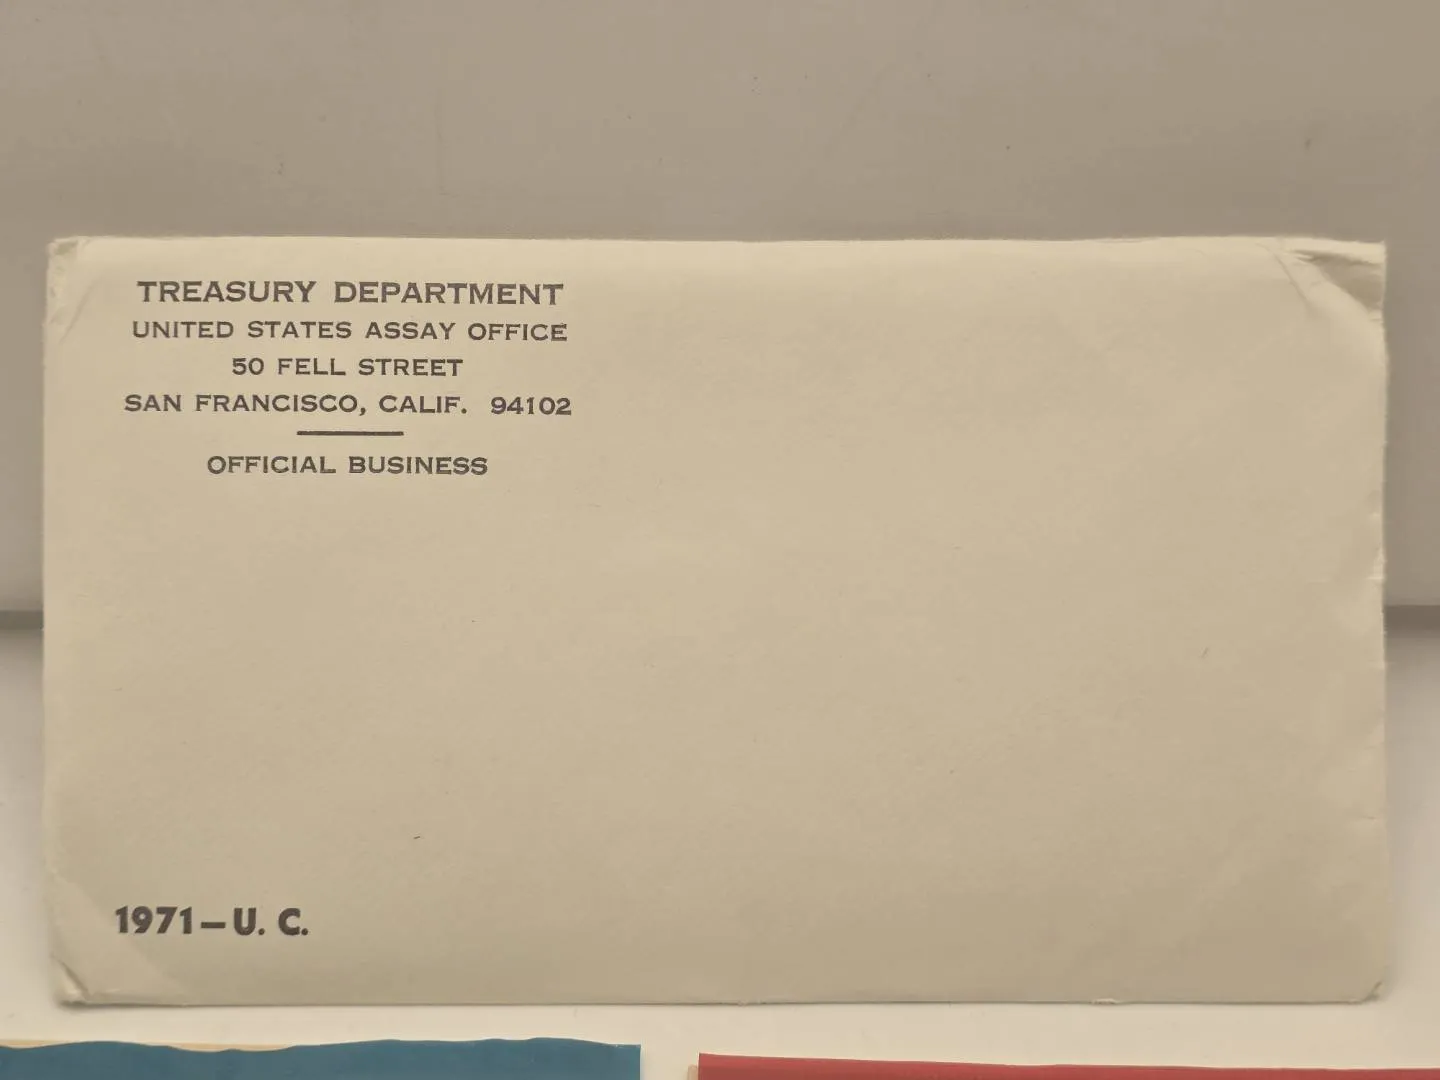 TREASURY DEPARTMENT
UNITED STATES ASSAY OFFICE
50 FELL STREET
SAN FRANCISCO, CALIF. 94102
OFFICIAL BUSINESS
1971—U. C.